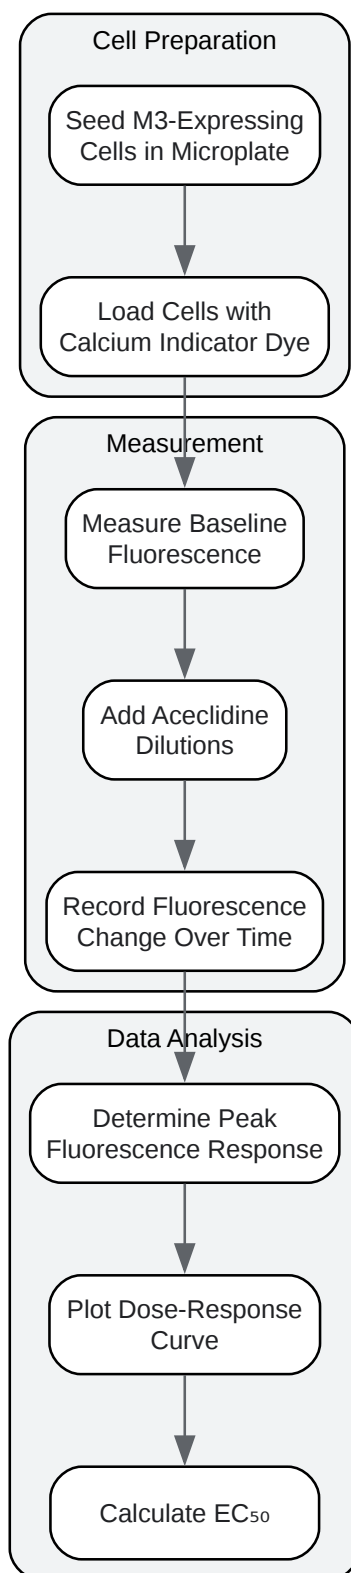 Cell Preparation
Seed M3-Expressing
Cells in Microplate
Load Cells with
Calcium Indicator Dye
Measurement
Measure Baseline
Fluorescence
Add Aceclidine
Dilutions
Record Fluorescence
Change Over Time
Data Analysis
Determine Peak
Fluorescence Response
Plot Dose-Response
Curve
Calculate EC₅₀